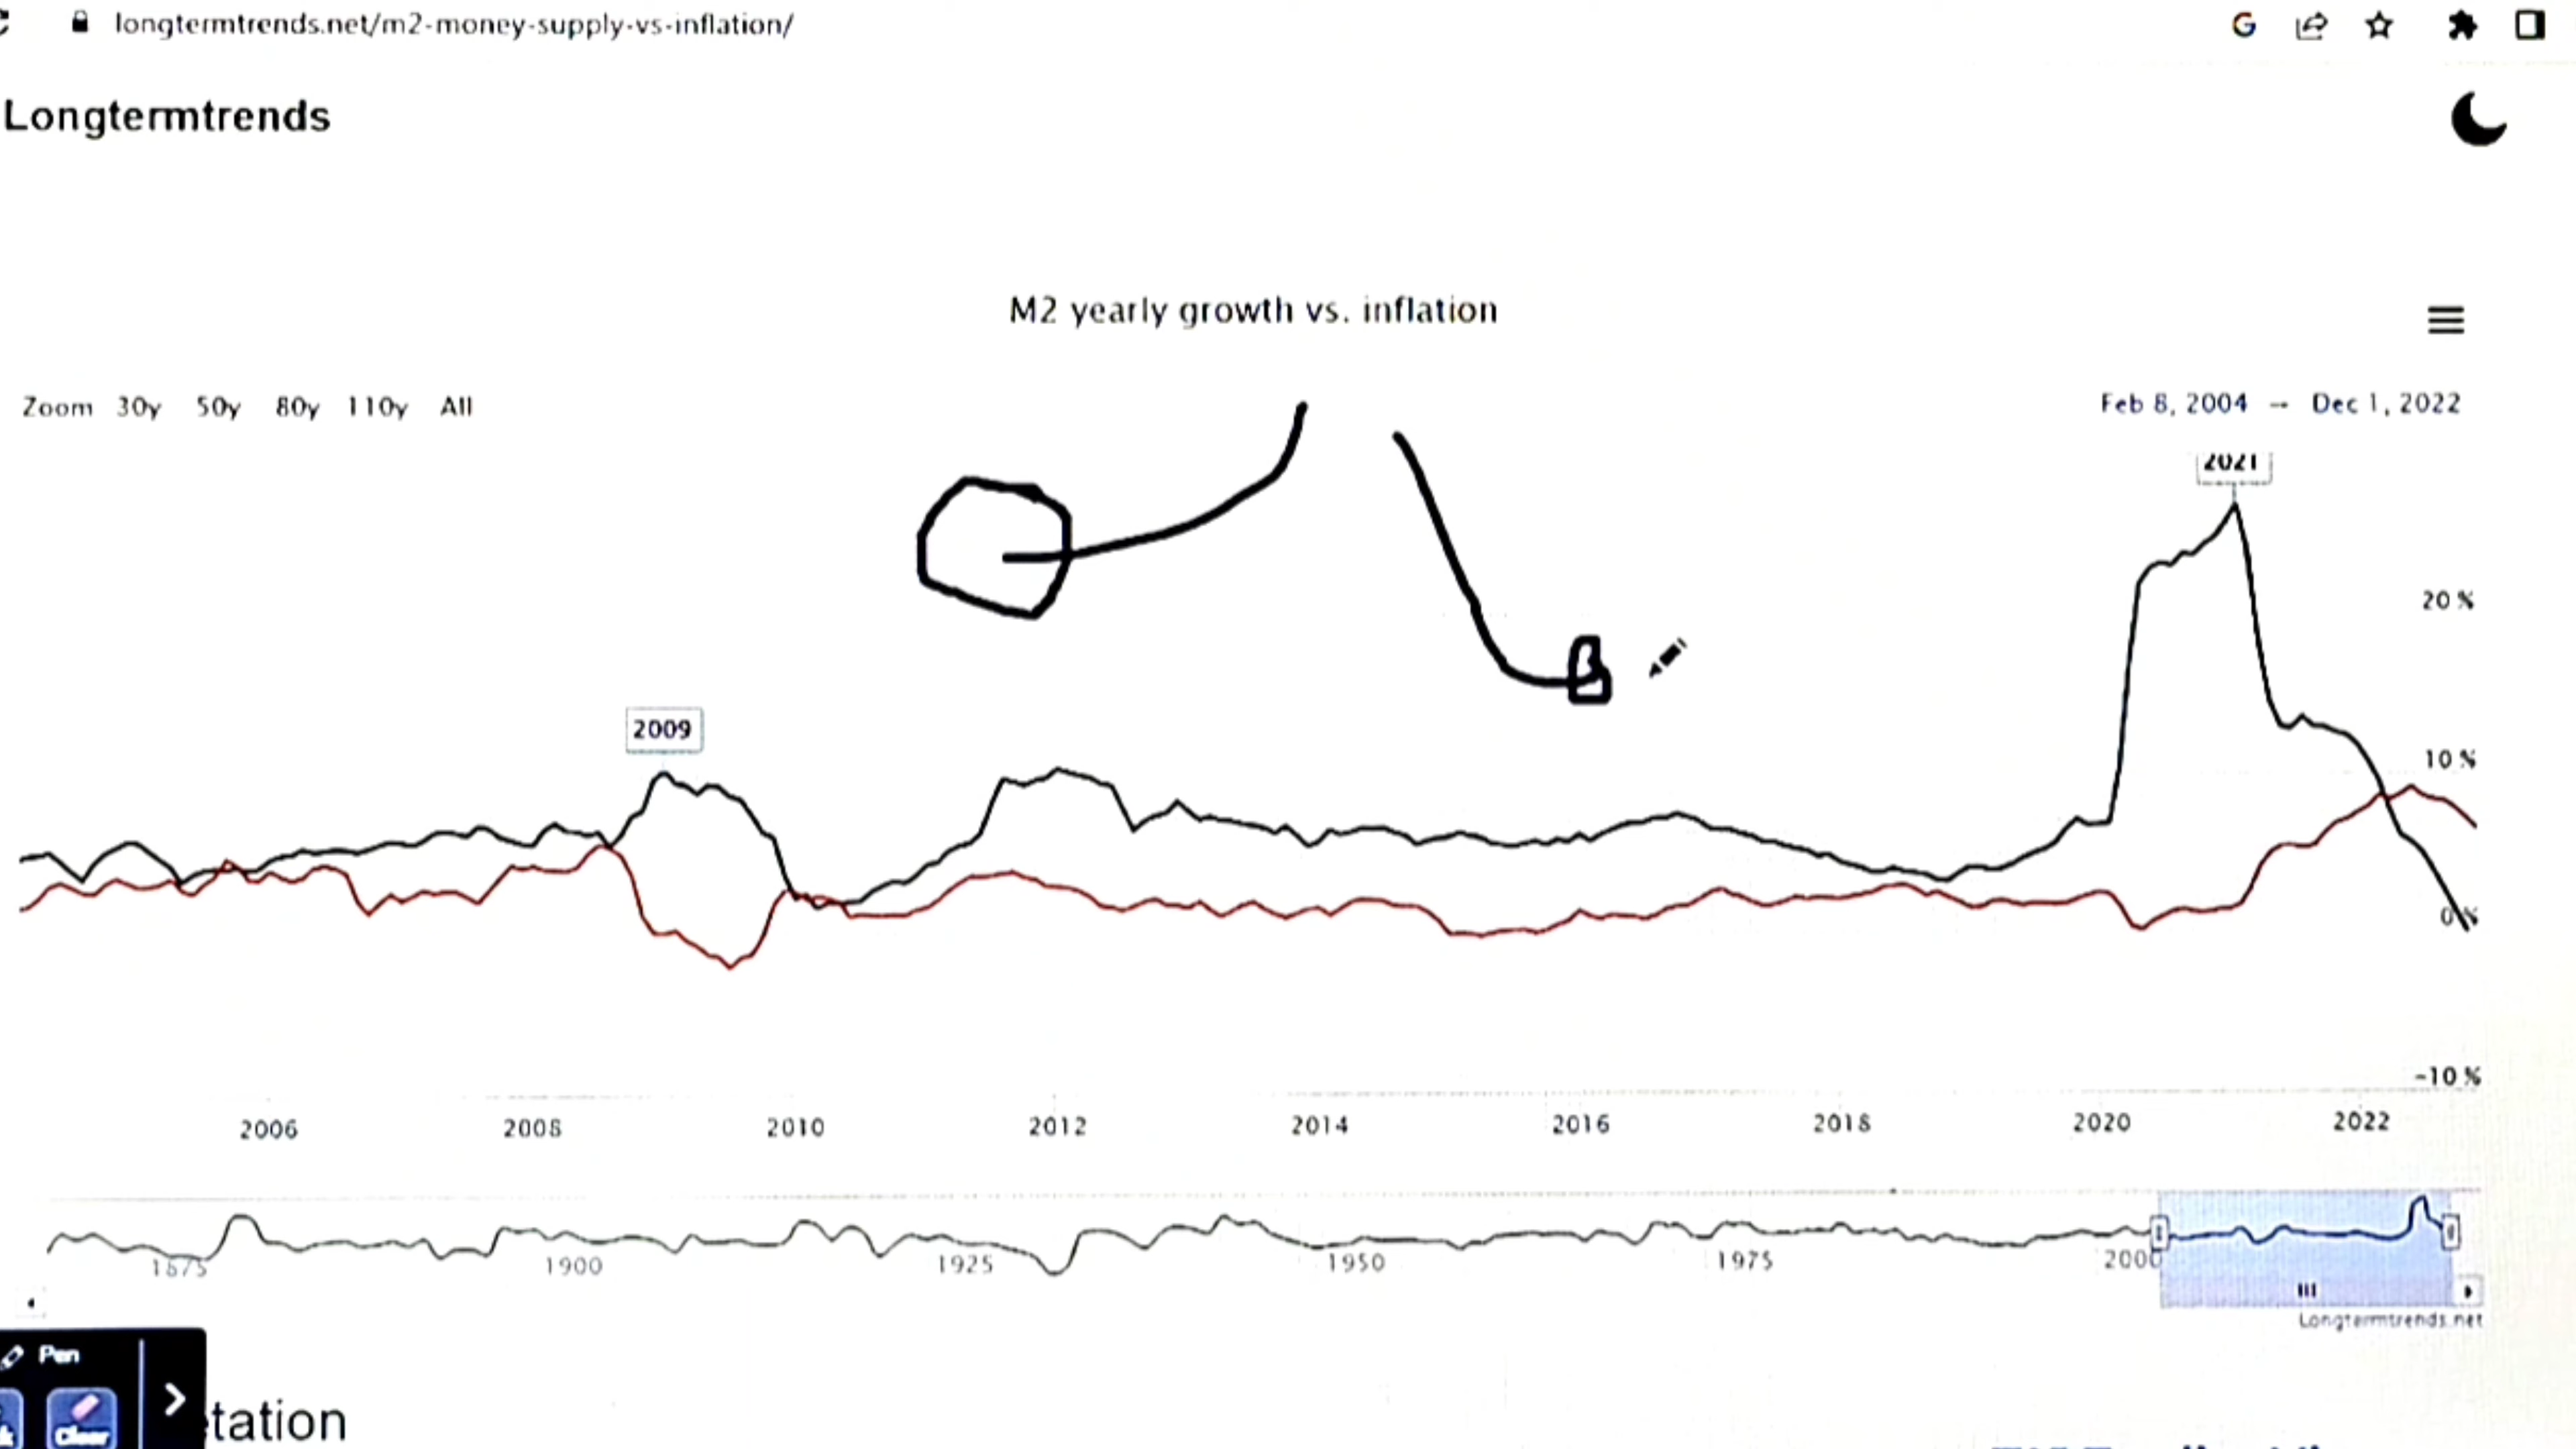 longtermtrends.net/m2-money-supply-vs-inflation/
G
Longtermtrends
M2 yearly growth vs. inflation
Zoom 30y 50y 80y 110y All
Feb 8, 2004 → Dec 1, 2022
2021
20 %
2009
10 %
0 %
-10 %
2006 2008 2010 2012 2014 2016 2018 2020 2022
1875 1900 1925 1950 1975 2000
Longtermtrends.net
Pen
Clear
tation